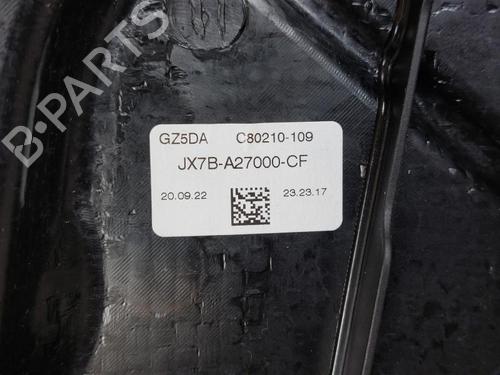 GZ5DA C80210-109
JX7B-A27000-CF
20.09.22 23.23.17
B-PARTS